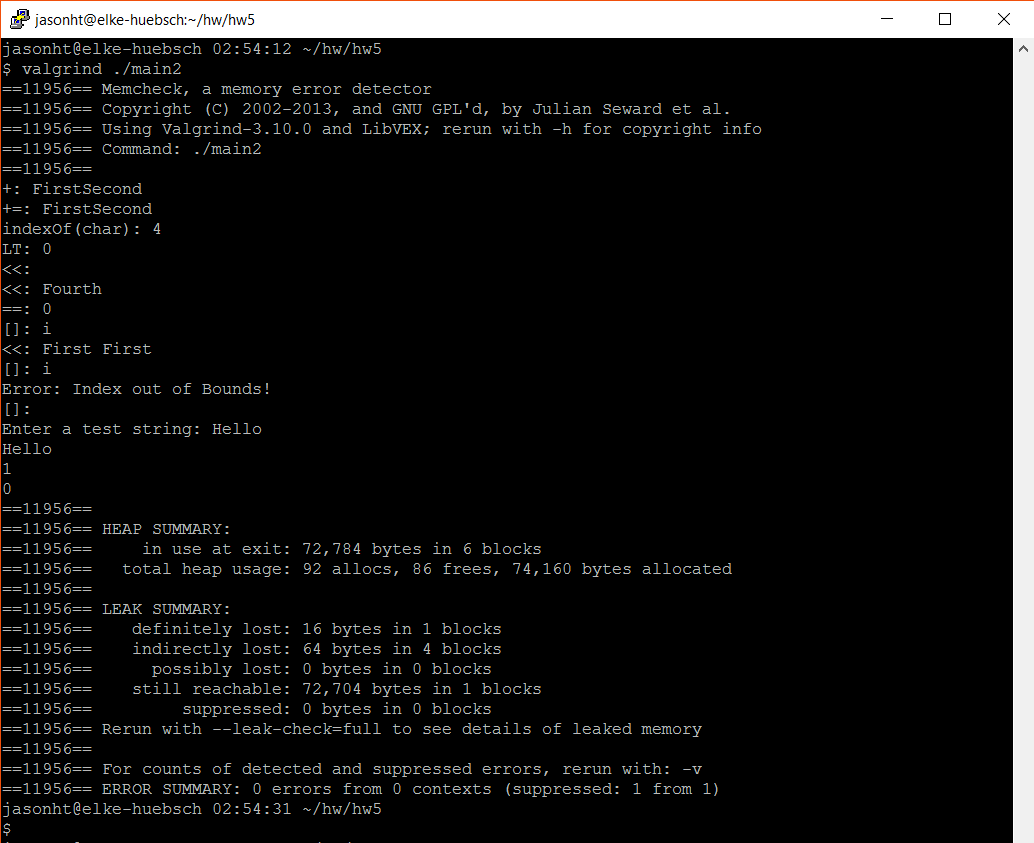 jasonht@elke-huebsch:~/hw/hw5
jasonht@elke-huebsch 02:54:12 ~/hw/hw5
$ valgrind ./main2
==11956== Memcheck, a memory error detector
==11956== Copyright (C) 2002-2013, and GNU GPL'd, by Julian Seward et al.
==11956== Using Valgrind-3.10.0 and LibVEX; rerun with -h for copyright info
==11956== Command: ./main2
==11956==
+: FirstSecond
+=: FirstSecond
indexOf(char): 4
LT: 0
<<:
<<: Fourth
==: 0
[]: i
<<: First First
[]: i
Error: Index out of Bounds!
[]:
Enter a test string: Hello
Hello
1
0
==11956==
==11956== HEAP SUMMARY:
==11956==     in use at exit: 72,784 bytes in 6 blocks
==11956==   total heap usage: 92 allocs, 86 frees, 74,160 bytes allocated
==11956==
==11956== LEAK SUMMARY:
==11956==    definitely lost: 16 bytes in 1 blocks
==11956==    indirectly lost: 64 bytes in 4 blocks
==11956==      possibly lost: 0 bytes in 0 blocks
==11956==    still reachable: 72,704 bytes in 1 blocks
==11956==         suppressed: 0 bytes in 0 blocks
==11956== Rerun with --leak-check=full to see details of leaked memory
==11956==
==11956== For counts of detected and suppressed errors, rerun with: -v
==11956== ERROR SUMMARY: 0 errors from 0 contexts (suppressed: 1 from 1)
jasonht@elke-huebsch 02:54:31 ~/hw/hw5
$